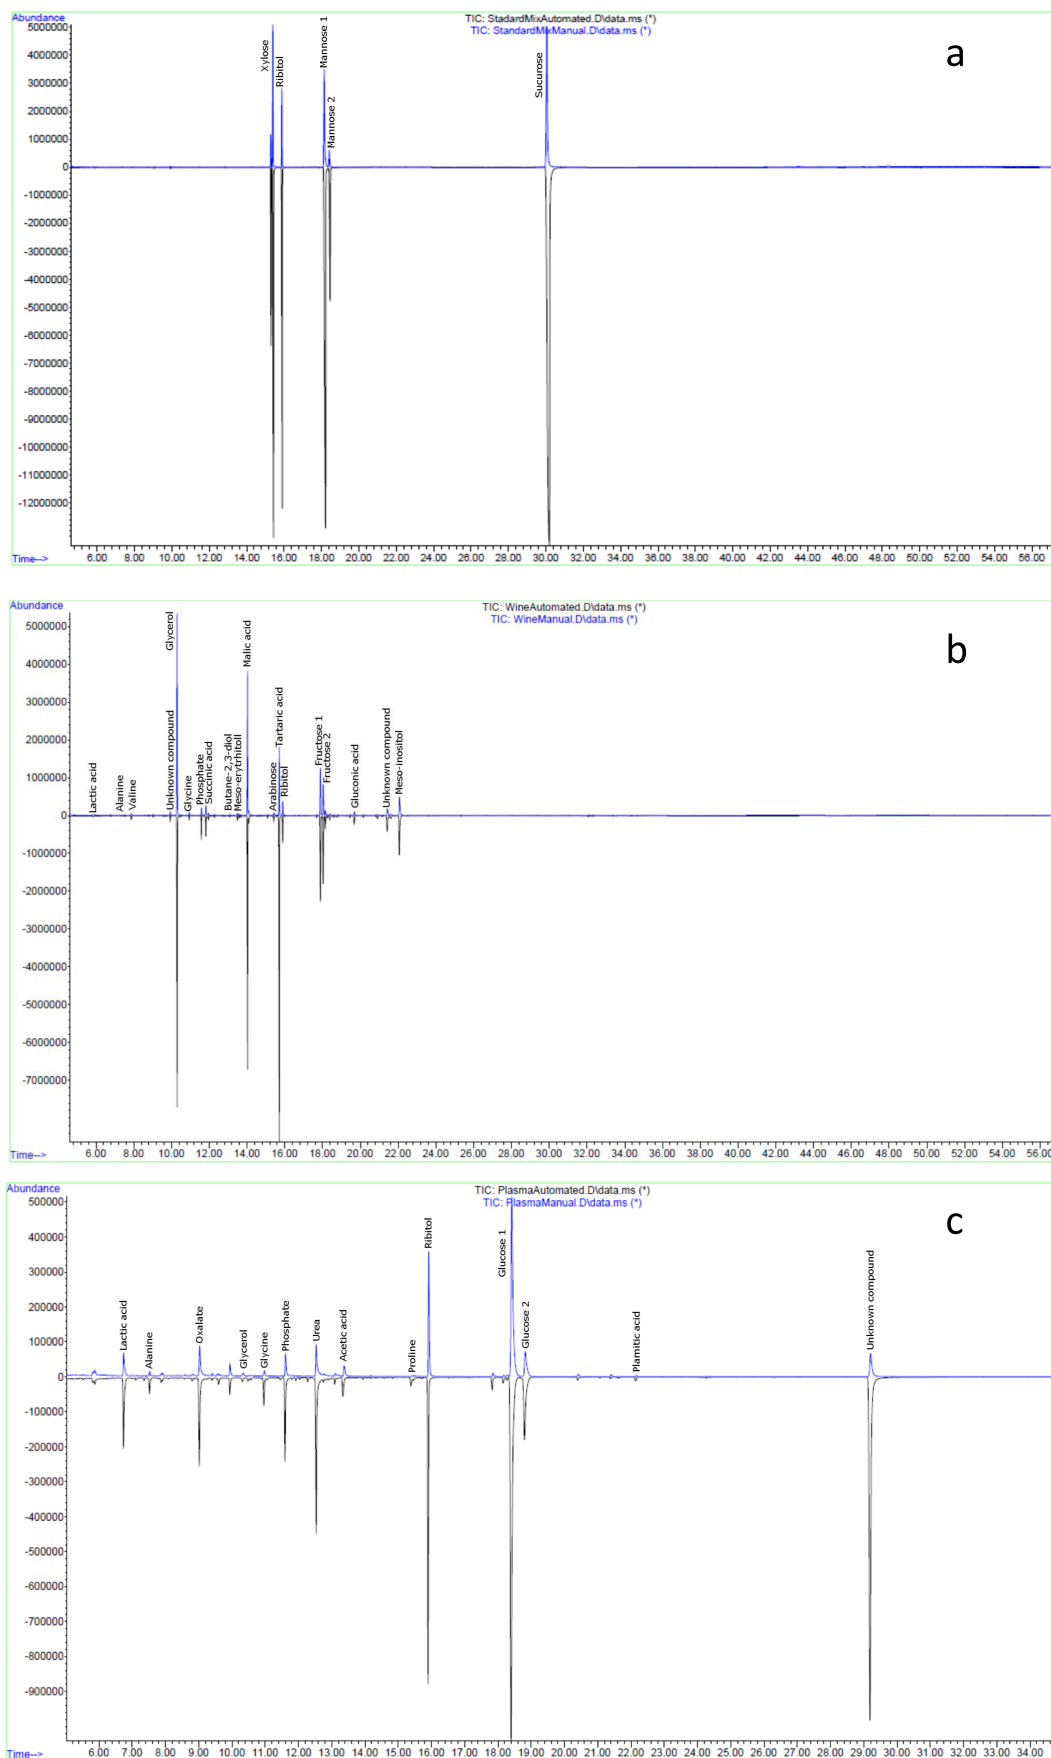 Abundance
TIC: StadardMixAutomated.D\data.ms (*)
TIC: StandardMixManual.D\data.ms (*)
a
5000000
4000000
3000000
2000000
1000000
0
-1000000
-2000000
-3000000
-4000000
-5000000
-6000000
-7000000
-8000000
-9000000
-10000000
-11000000
-12000000
Xylose
Ribitol
Mannose 1
Mannose 2
Sucurose
Time-->
6.00 8.00 10.00 12.00 14.00 16.00 18.00 20.00 22.00 24.00 26.00 28.00 30.00 32.00 34.00 36.00 38.00 40.00 42.00 44.00 46.00 48.00 50.00 52.00 54.00 56.00
Abundance
TIC: WineAutomated.D\data.ms (*)
TIC: WineManual.D\data.ms (*)
b
5000000
4000000
3000000
2000000
1000000
0
-1000000
-2000000
-3000000
-4000000
-5000000
-6000000
-7000000
Lactic acid
Alanine
Valine
Unknown compound
Glycerol
Glycine
Phosphate
Succinic acid
Butane-2,3-diol
Meso-erytrhitoll
Malic acid
Arabinose
Tartaric acid
Ribitol
Fructose 1
Fructose 2
Gluconic acid
Unknown compound
Meso-inositol
Time-->
6.00 8.00 10.00 12.00 14.00 16.00 18.00 20.00 22.00 24.00 26.00 28.00 30.00 32.00 34.00 36.00 38.00 40.00 42.00 44.00 46.00 48.00 50.00 52.00 54.00 56.00
Abundance
TIC: PlasmaAutomated.D\data.ms (*)
TIC: PlasmaManual.D\data.ms (*)
c
500000
400000
300000
200000
100000
0
-100000
-200000
-300000
-400000
-500000
-600000
-700000
-800000
-900000
Lactic acid
Alanine
Oxalate
Glycerol
Glycine
Phosphate
Urea
Acetic acid
Proline
Ribitol
Glucose 1
Glucose 2
Plamitic acid
Unknown compound
Time-->
6.00 7.00 8.00 9.00 10.00 11.00 12.00 13.00 14.00 15.00 16.00 17.00 18.00 19.00 20.00 21.00 22.00 23.00 24.00 25.00 26.00 27.00 28.00 29.00 30.00 31.00 32.00 33.00 34.00